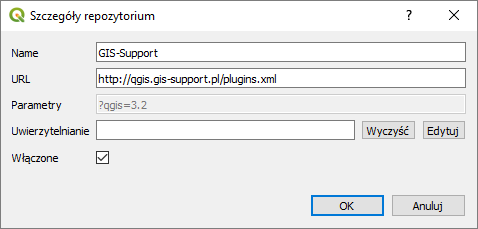 Szczegóły repozytorium
Name GIS-Support
URL http://qgis.gis-support.pl/plugins.xml
Parametry ?qgis=3.2
Uwierzytelnianie Wyczyść Edytuj
Włączone
OK Anuluj